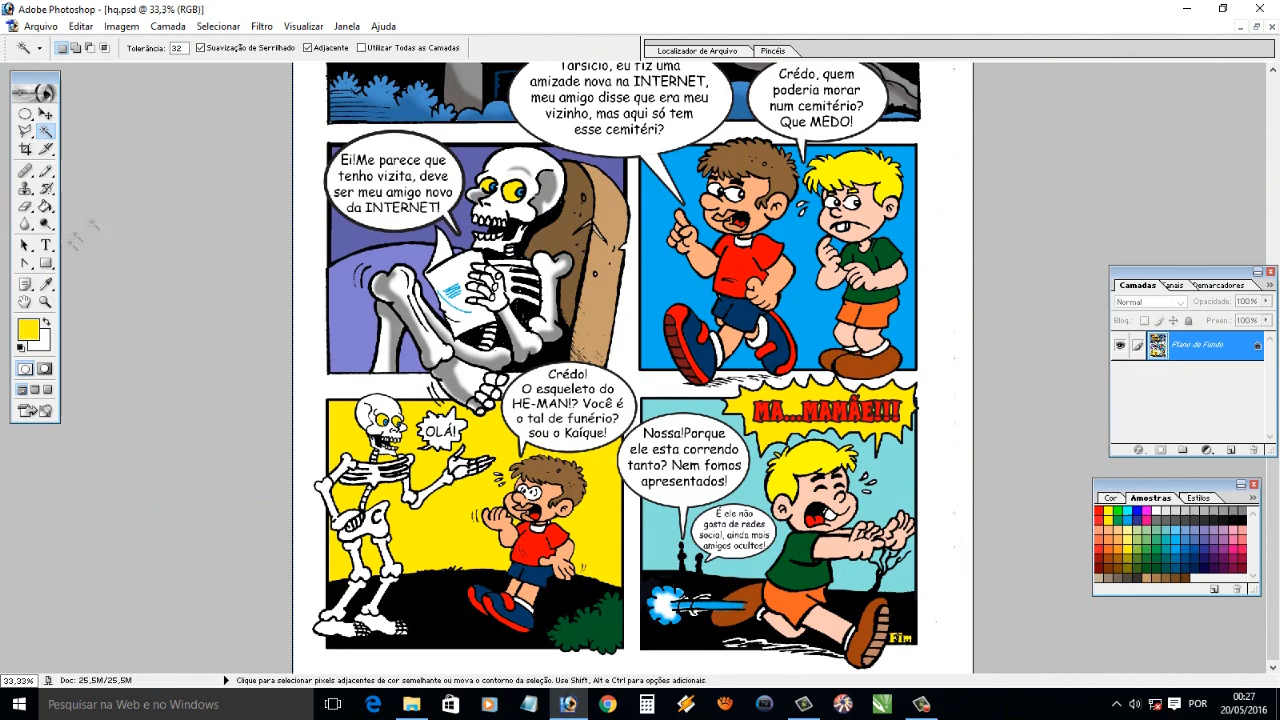 Adobe Photoshop - [hq.psd @ 33,3% (RGB)]
Arquivo Editar Imagem Camada Selecionar Filtro Visualizar Janela Ajuda
Tolerância: 32 Suavização de Serrilhado Adjacente Utilizar Todas as Camadas
Localizador de Arquivo Pincéis
Tarsício, eu fiz uma
amizade nova na INTERNET,
meu amigo disse que era meu
vizinho, mas aqui só tem
esse cemitéri?
Crédo, quem
poderia morar
num cemitério?
Que MEDO!
Ei!Me parece que
tenho vizita, deve
ser meu amigo novo
da INTERNET!
Crédo!
O esqueleto do
HE-MAN!? Você é
o tal de funério?
sou o Kaíque!
OLÁ!
MA...MAMÃE!!!
Nossa!Porque
ele esta correndo
tanto? Nem fomos
apresentados!
É ele não
gosta de redes
social, ainda mais
amigos ocultos!
Fim
Camadas anais emarcadores
Normal Opacidade: 100%
Bloq.: Preen.: 100%
Plano de Fundo
Cor Amostras Estilos
33,33% Doc: 25,5M/25,5M Clique para selecionar pixels adjacentes de cor semelhante ou mova o contorno da seleção. Use Shift, Alt e Ctrl para opções adicionais.
Pesquisar na Web e no Windows
POR
00:27
20/05/2016